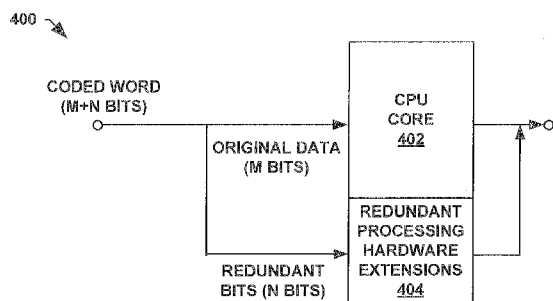 400
CODED WORD
(M+N BITS)
CPU
CORE
402
ORIGINAL DATA
(M BITS)
REDUNDANT
PROCESSING
HARDWARE
EXTENSIONS
404
REDUNDANT
BITS (N BITS)